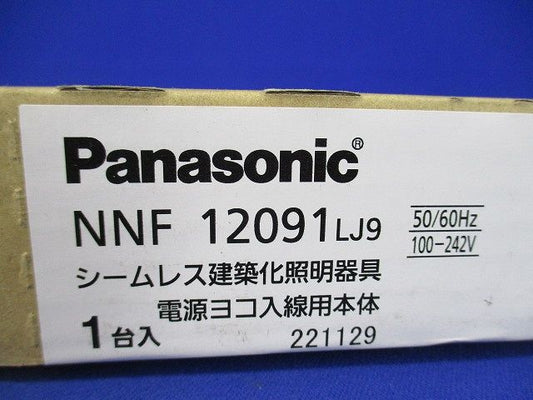 Panasonic®
NNF 12091LJ9
50/60Hz
100-242V
シームレス建築化照明器具
電源ヨコ入線用本体
1台入
221129